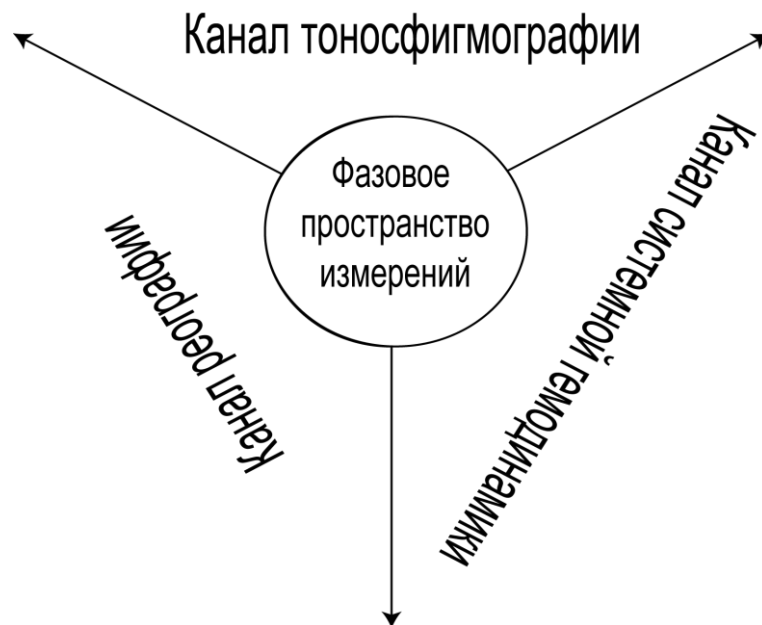 Канал тоносфигмографии
Фазовое
пространство
измерений
Канал реографии
Канал системной гемодинамики